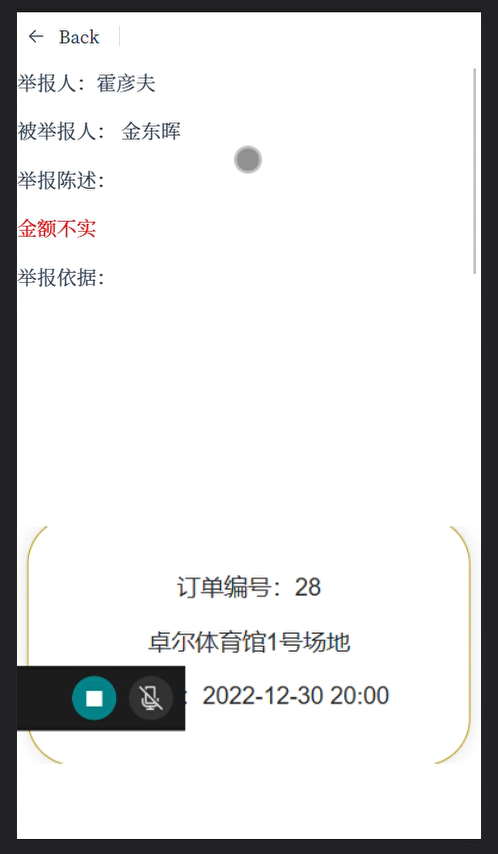 Back
举报人：霍彦夫
被举报人： 金东晖
举报陈述：
金额不实
举报依据：
订单编号：28
卓尔体育馆1号场地
：2022-12-30 20:00